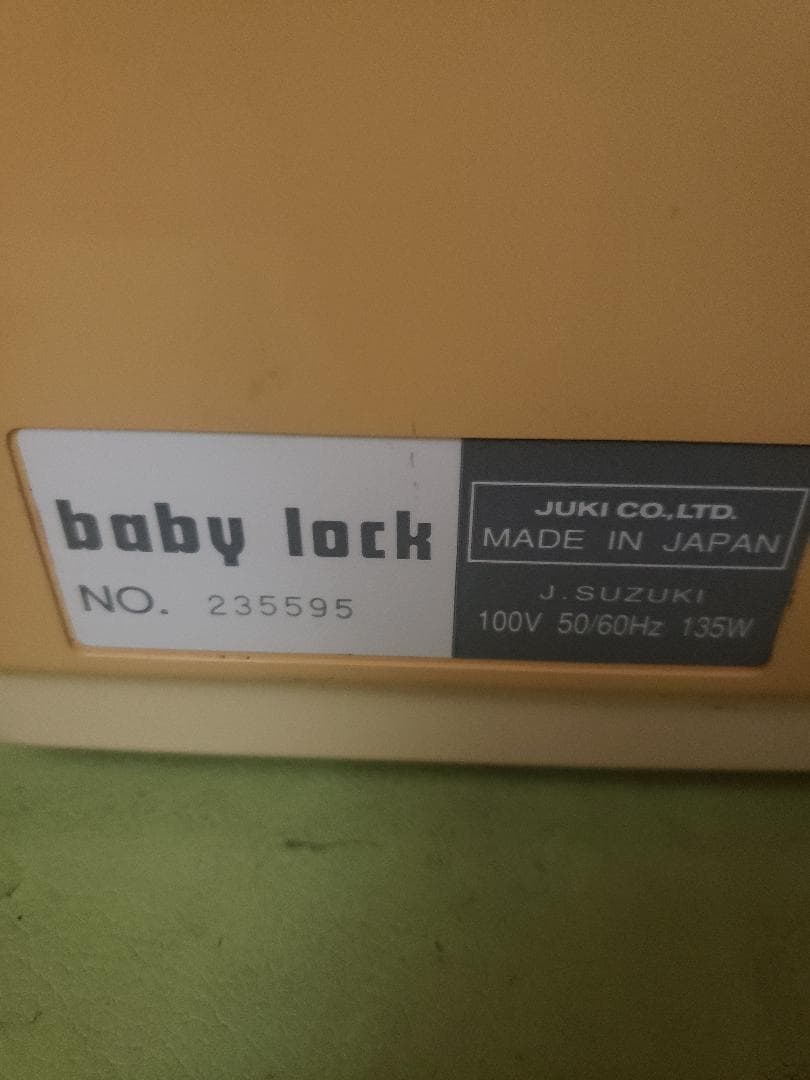 baby lock
NO. 235595
JUKI CO.,LTD.
MADE IN JAPAN
J.SUZUKI
100V 50/60Hz 135W